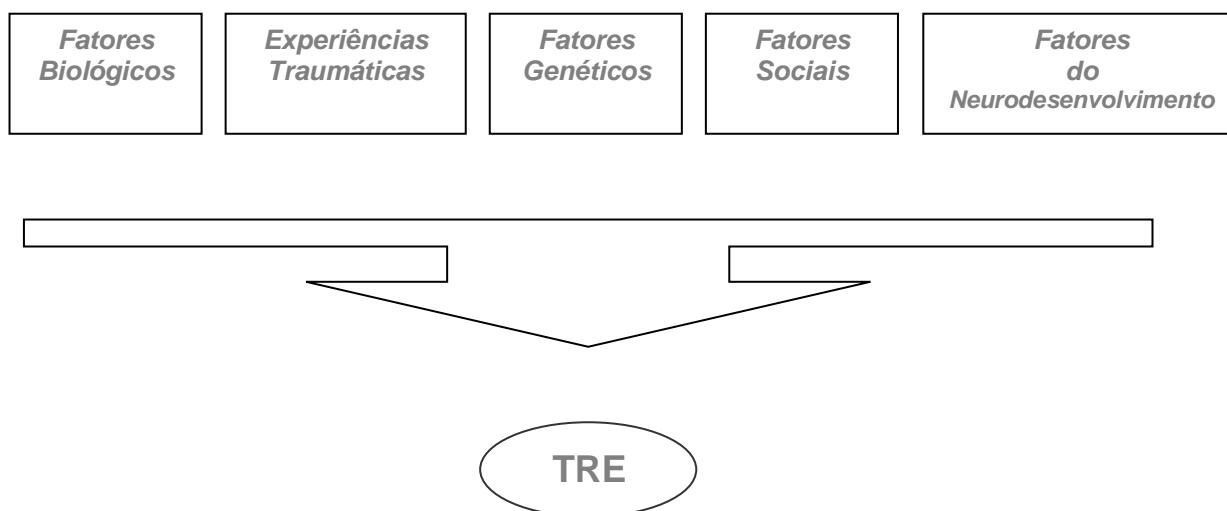 Fatores
Biológicos
Experiências
Traumáticas
Fatores
Genéticos
Fatores
Sociais
Fatores
do
Neurodesenvolvimento
TRE